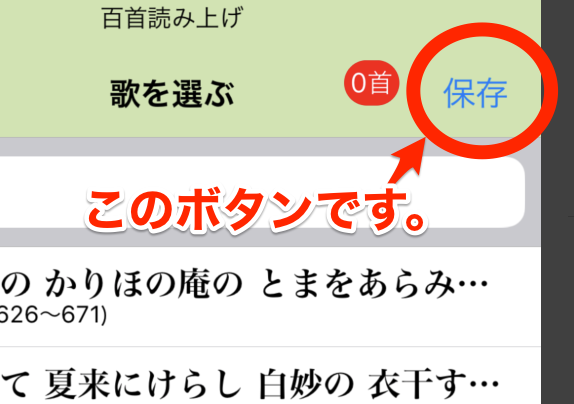 百首読み上げ
歌を選ぶ
0首
保存
このボタンです。
の かりほの庵の とまをあらみ…
626〜671)
て 夏来にけらし 白妙の 衣干す…